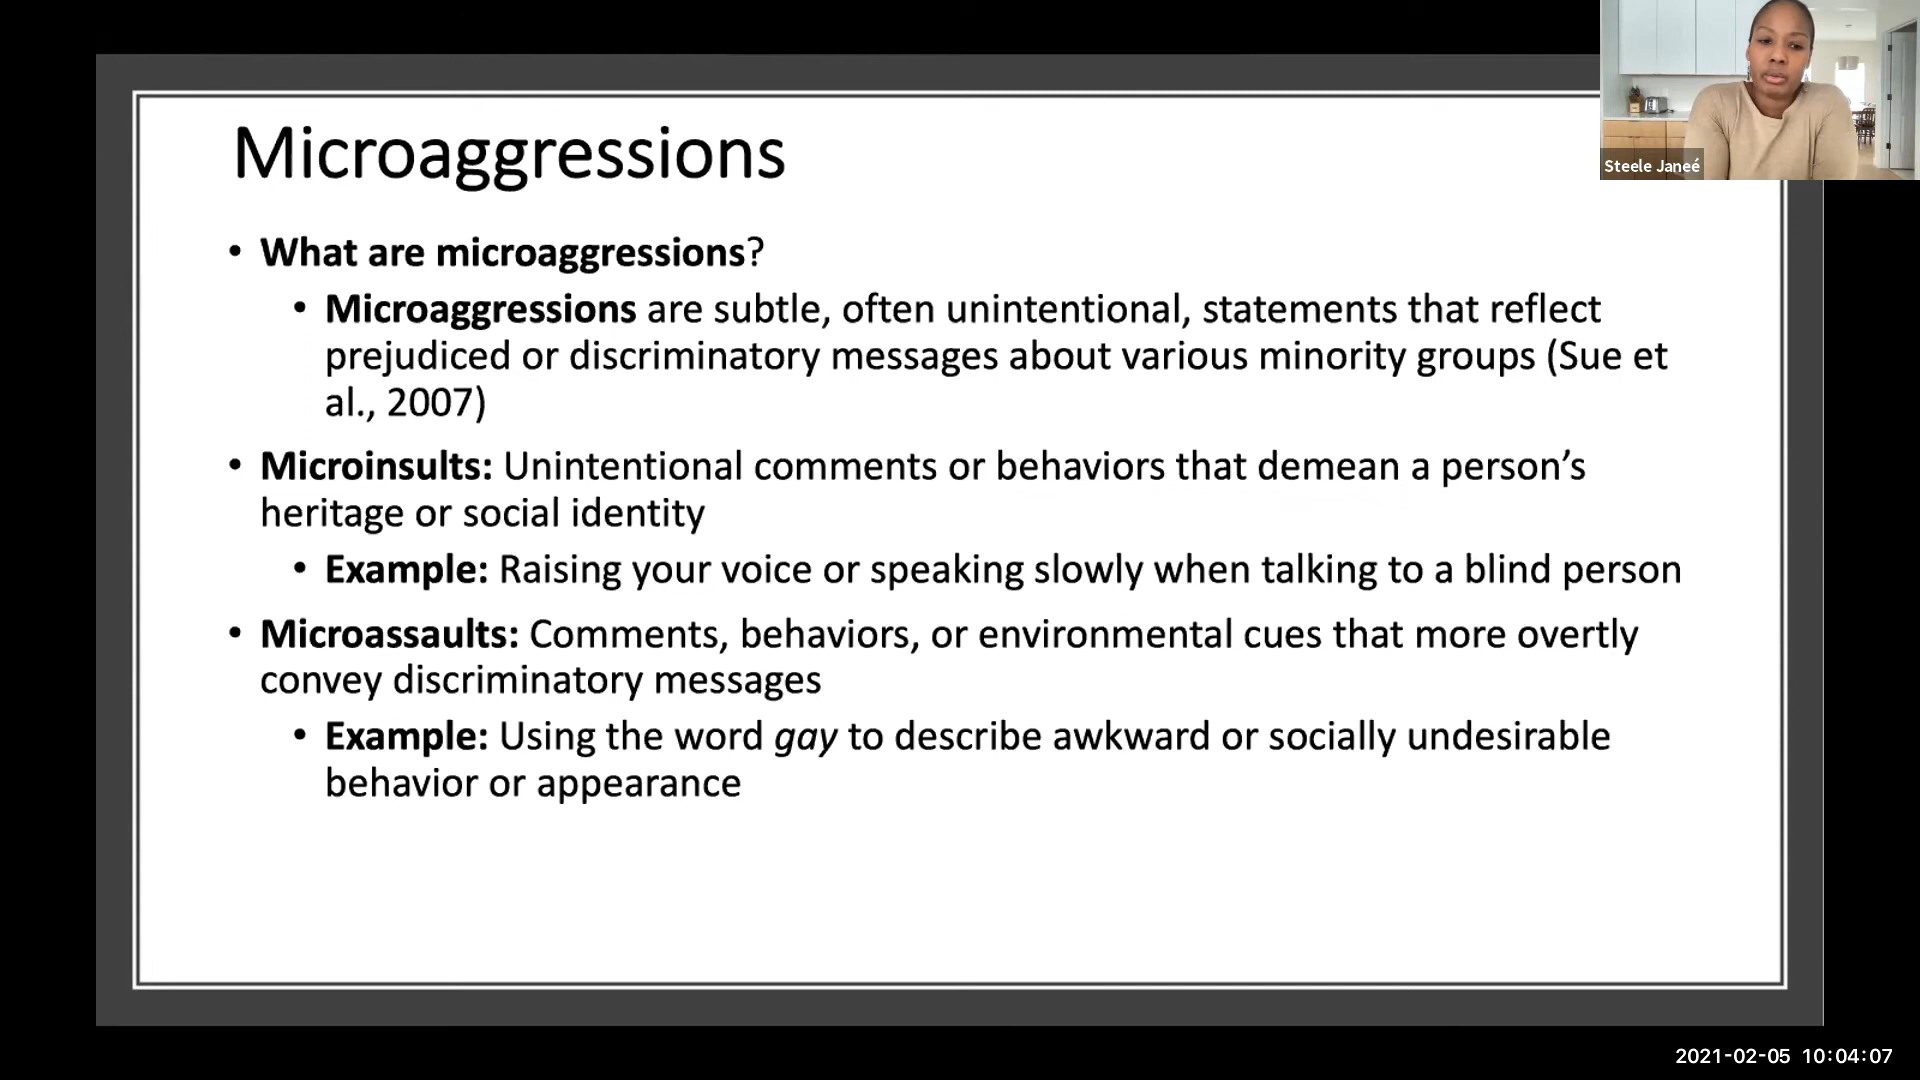 Microaggressions
• What are microaggressions?
• Microaggressions are subtle, often unintentional, statements that reflect
prejudiced or discriminatory messages about various minority groups (Sue et
al., 2007)
• Microinsults: Unintentional comments or behaviors that demean a person’s
heritage or social identity
• Example: Raising your voice or speaking slowly when talking to a blind person
• Microassaults: Comments, behaviors, or environmental cues that more overtly
convey discriminatory messages
• Example: Using the word gay to describe awkward or socially undesirable
behavior or appearance
Steele Janeé
2021-02-05 10:04:07